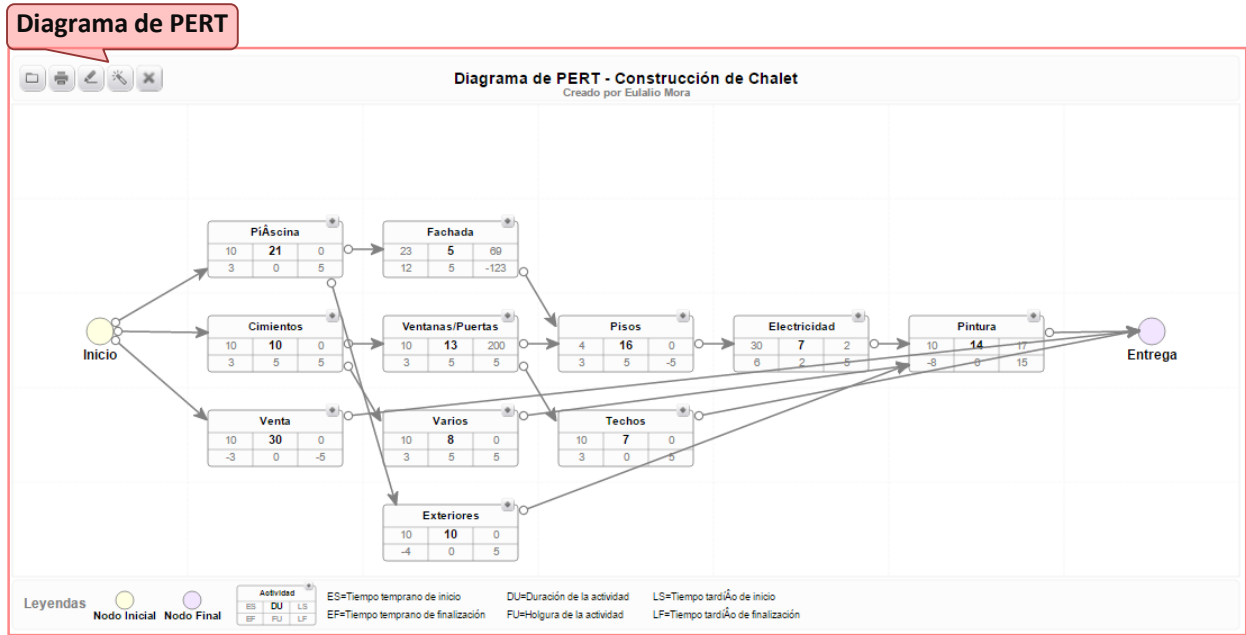 Diagrama de PERT
Diagrama de PERT - Construcción de Chalet
Creado por Eulalio Mora
PiÂscina
10 21 0
3 0 5
Fachada
23 5 69
12 5 -123
Inicio
Cimientos
10 10 0
3 5 5
Ventanas/Puertas
10 13 200
3 5 5
Pisos
4 16 0
3 5 -5
Electricidad
30 7 2
6 2 5
Pintura
10 14 17
-8 0 15
Entrega
Venta
10 30 0
-3 0 -5
Varios
10 8 0
3 5 5
Techos
10 7 0
3 0 5
Exteriores
10 10 0
-4 0 5
Leyendas
Nodo Inicial
Nodo Final
Actividad
ES DU LS
EF FU LF
ES=Tiempo temprano de inicio
DU=Duración de la actividad
LS=Tiempo tardíÂo de inicio
EF=Tiempo temprano de finalización
FU=Holgura de la actividad
LF=Tiempo tardíÂo de finalización